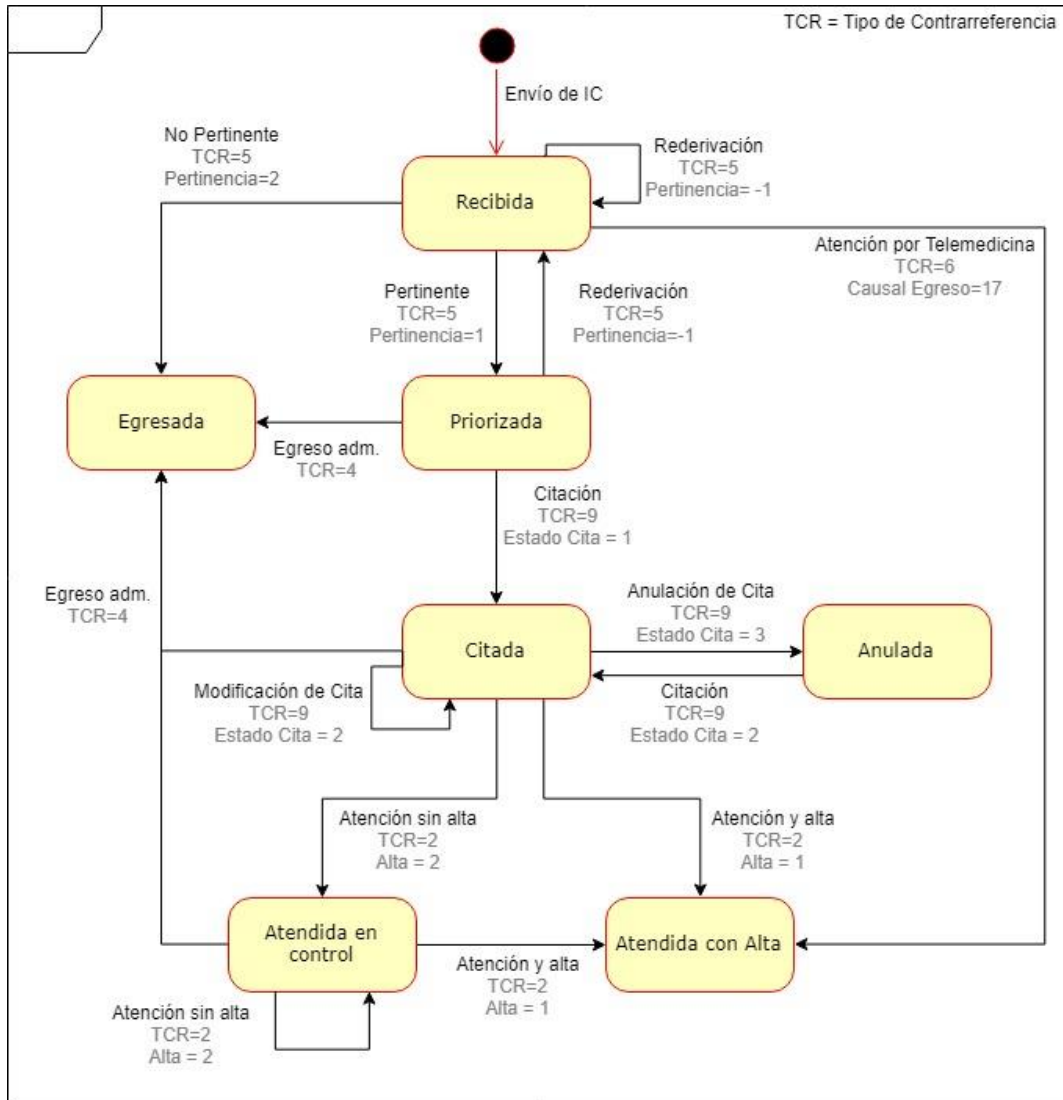 TCR = Tipo de Contrarreferencia
Envío de IC
No Pertinente
TCR=5
Pertinencia=2
Rederivación
TCR=5
Pertinencia= -1
Recibida
Atención por Telemedicina
TCR=6
Causal Egreso=17
Pertinente
TCR=5
Pertinencia=1
Rederivación
TCR=5
Pertinencia=-1
Egresada
Priorizada
Egreso adm.
TCR=4
Citación
TCR=9
Estado Cita = 1
Egreso adm.
TCR=4
Anulación de Cita
TCR=9
Estado Cita = 3
Citada
Anulada
Modificación de Cita
TCR=9
Estado Cita = 2
Citación
TCR=9
Estado Cita = 2
Atención sin alta
TCR=2
Alta = 2
Atención y alta
TCR=2
Alta = 1
Atendida en
control
Atendida con Alta
Atención y alta
TCR=2
Alta = 1
Atención sin alta
TCR=2
Alta = 2